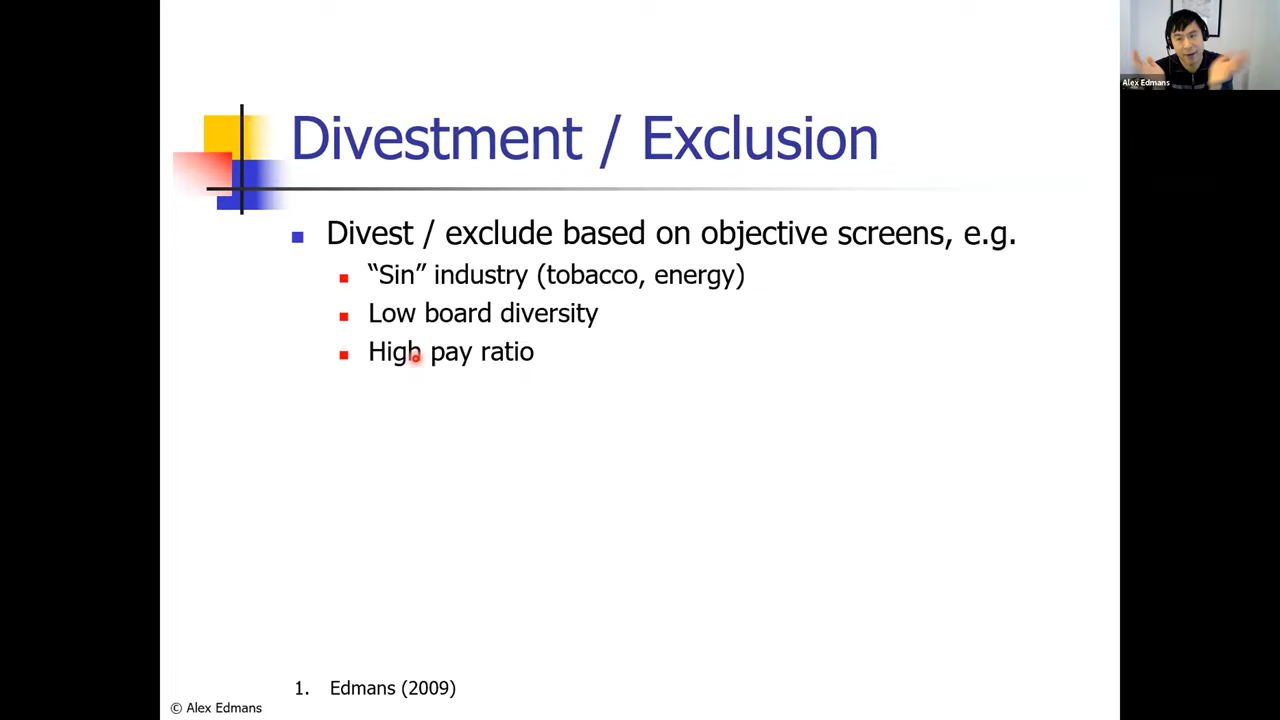 Alex Edmans
Divestment / Exclusion
Divest / exclude based on objective screens, e.g.
“Sin” industry (tobacco, energy)
Low board diversity
High pay ratio
1. Edmans (2009)
© Alex Edmans